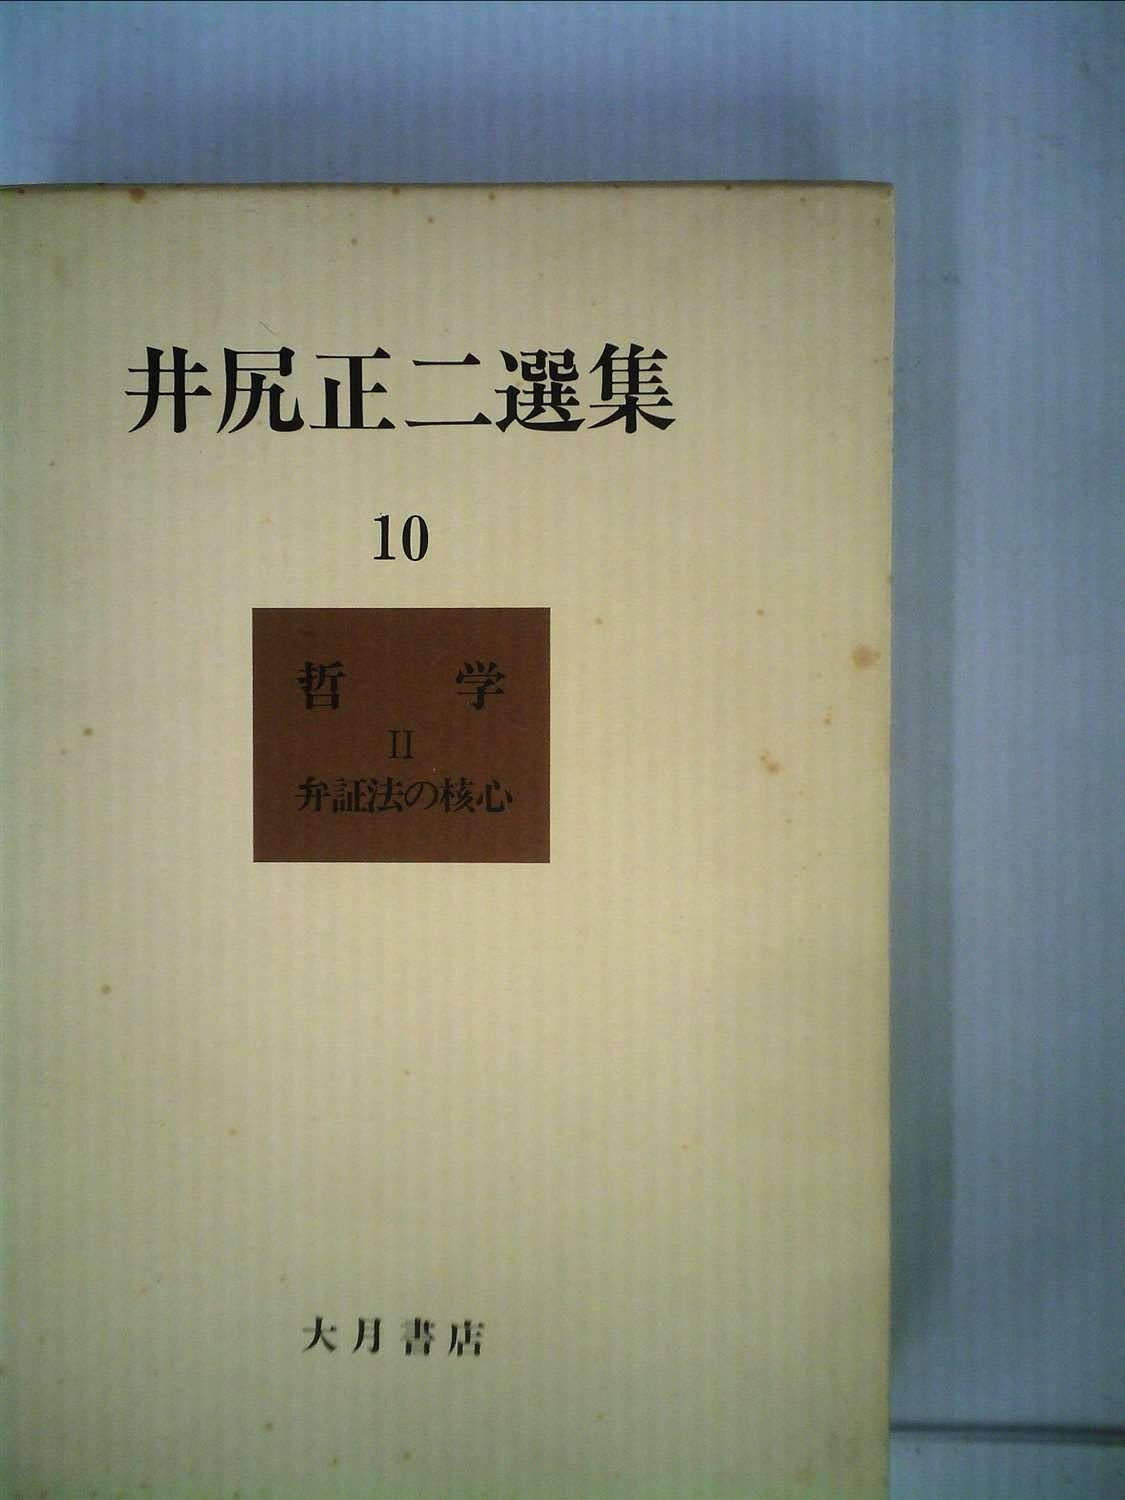 井尻正二選集
10
哲学
II
弁証法の核心
大月書店